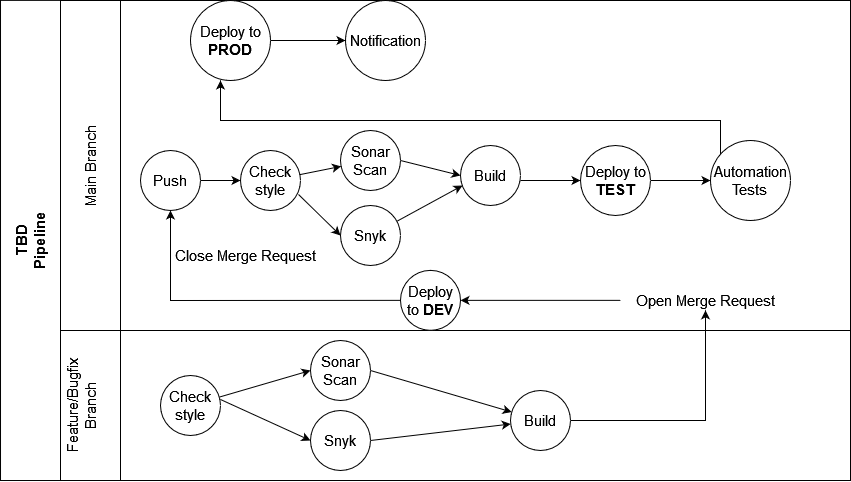 TBD
Pipeline
Main Branch
Deploy to
PROD
Notification
Push
Check
style
Sonar
Scan
Snyk
Build
Deploy to
TEST
Automation
Tests
Close Merge Request
Deploy
to DEV
Open Merge Request
Feature/Bugfix
Branch
Check
style
Sonar
Scan
Snyk
Build